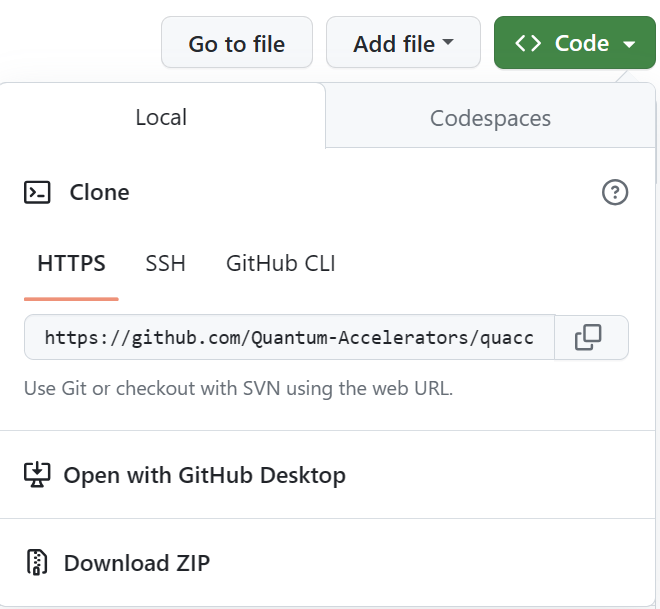 Go to file Add file Code
Local Codespaces
Clone
HTTPS SSH GitHub CLI
https://github.com/Quantum-Accelerators/quacc
Use Git or checkout with SVN using the web URL.
Open with GitHub Desktop
Download ZIP